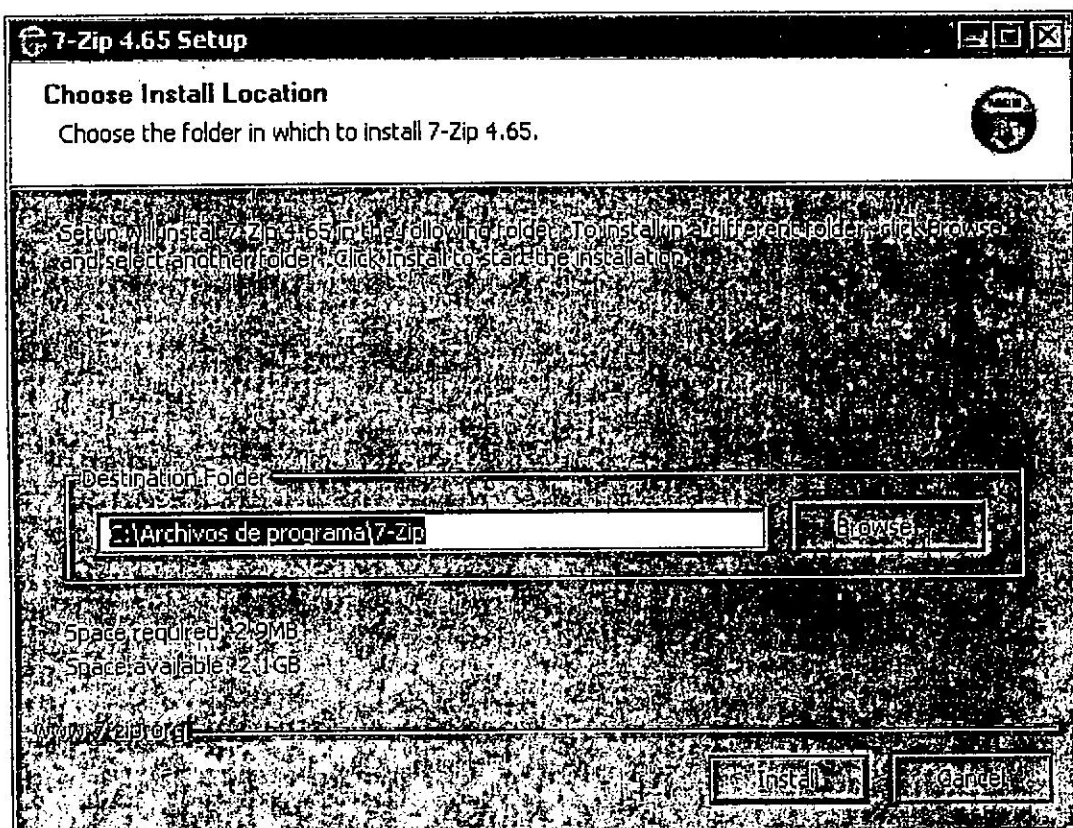 7-Zip 4.65 Setup
Choose Install Location
Choose the folder in which to install 7-Zip 4.65.
Setup will install 7-Zip 4.65 in the following folder. To install in a different folder, click Browse
and select another folder. Click Install to start the installation.
Destination Folder
C:\Archivos de programa\7-Zip
Browse...
Space required: 2.9MB
Space available: 2.1GB
www.7-zip.org
Install
Cancel